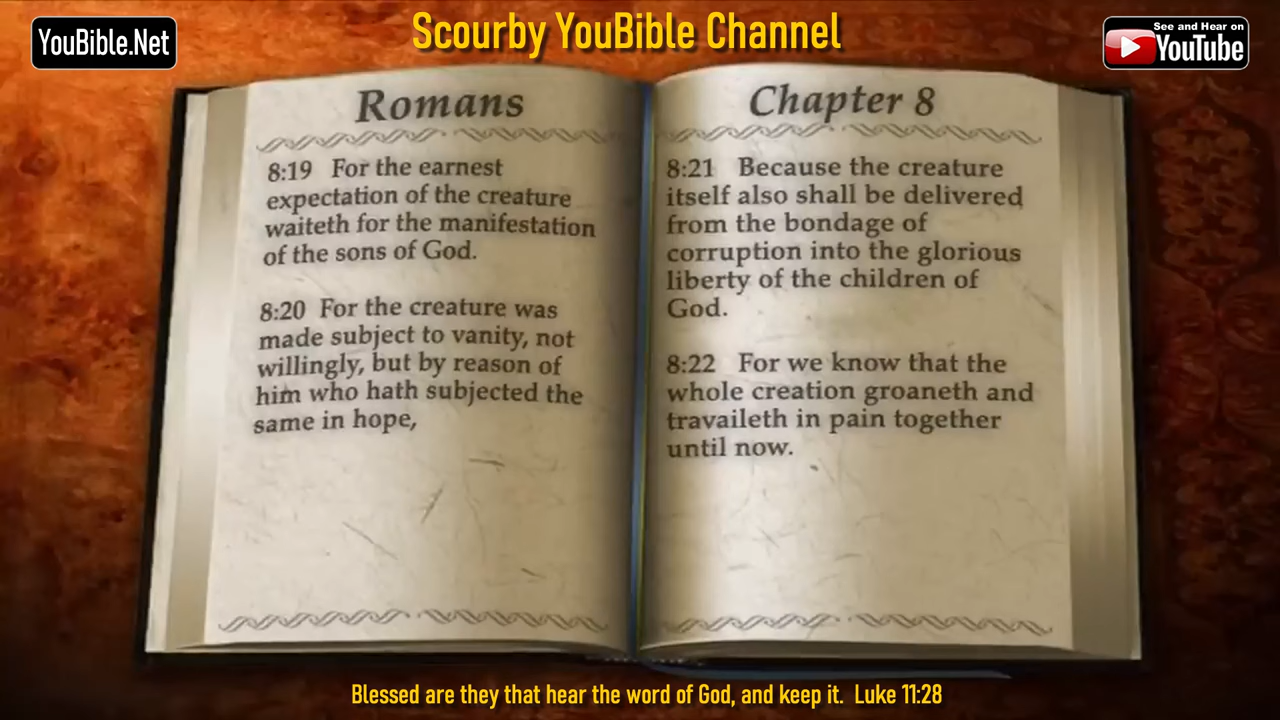 YouBible.Net
Scourby YouBible Channel
See and Hear on
YouTube
Romans
8:19 For the earnest
expectation of the creature
waiteth for the manifestation
of the sons of God.
8:20 For the creature was
made subject to vanity, not
willingly, but by reason of
him who hath subjected the
same in hope,
Chapter 8
8:21 Because the creature
itself also shall be delivered
from the bondage of
corruption into the glorious
liberty of the children of
God.
8:22 For we know that the
whole creation groaneth and
travaileth in pain together
until now.
Blessed are they that hear the word of God, and keep it. Luke 11:28